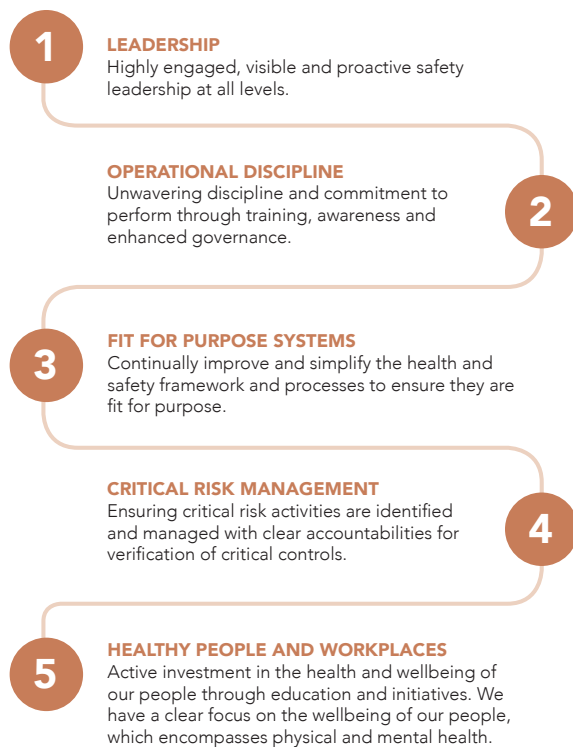 1
LEADERSHIP
Highly engaged, visible and proactive safety
leadership at all levels.
OPERATIONAL DISCIPLINE
Unwavering discipline and commitment to
perform through training, awareness and
enhanced governance.
2
3
FIT FOR PURPOSE SYSTEMS
Continually improve and simplify the health and
safety framework and processes to ensure they are
fit for purpose.
CRITICAL RISK MANAGEMENT
Ensuring critical risk activities are identified
and managed with clear accountabilities for
verification of critical controls.
4
5
HEALTHY PEOPLE AND WORKPLACES
Active investment in the health and wellbeing of
our people through education and initiatives. We
have a clear focus on the wellbeing of our people,
which encompasses physical and mental health.